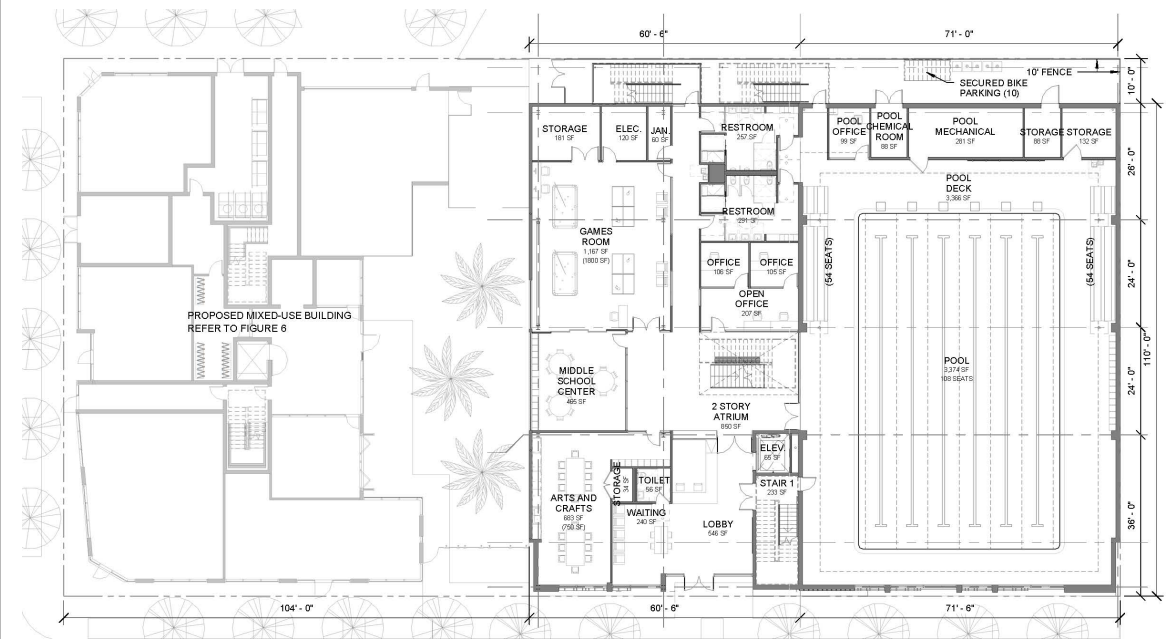 60' - 6"
71' - 0"
10' FENCE
10' - 0"
SECURED BIKE
PARKING (10)
STORAGE
181 SF
ELEC.
120 SF
JAN.
60 SF
RESTROOM
257 SF
POOL
OFFICE
99 SF
POOL
CHEMICAL
ROOM
88 SF
POOL
MECHANICAL
281 SF
STORAGE
88 SF
STORAGE
132 SF
26' - 0"
POOL
DECK
3,366 SF
RESTROOM
291 SF
GAMES
ROOM
1,167 SF
(1800 SF)
OFFICE
106 SF
OFFICE
105 SF
OPEN
OFFICE
207 SF
(54 SEATS)
(54 SEATS)
24' - 0"
PROPOSED MIXED-USE BUILDING
REFER TO FIGURE 6
110' - 0"
MIDDLE
SCHOOL
CENTER
465 SF
POOL
3,374 SF
108 SEATS
24' - 0"
2 STORY
ATRIUM
850 SF
ELEV.
65 SF
STORAGE
34 SF
TOILET
56 SF
STAIR 1
233 SF
ARTS AND
CRAFTS
683 SF
(750 SF)
WAITING
240 SF
LOBBY
546 SF
36' - 0"
104' - 0"
60' - 6"
71' - 6"